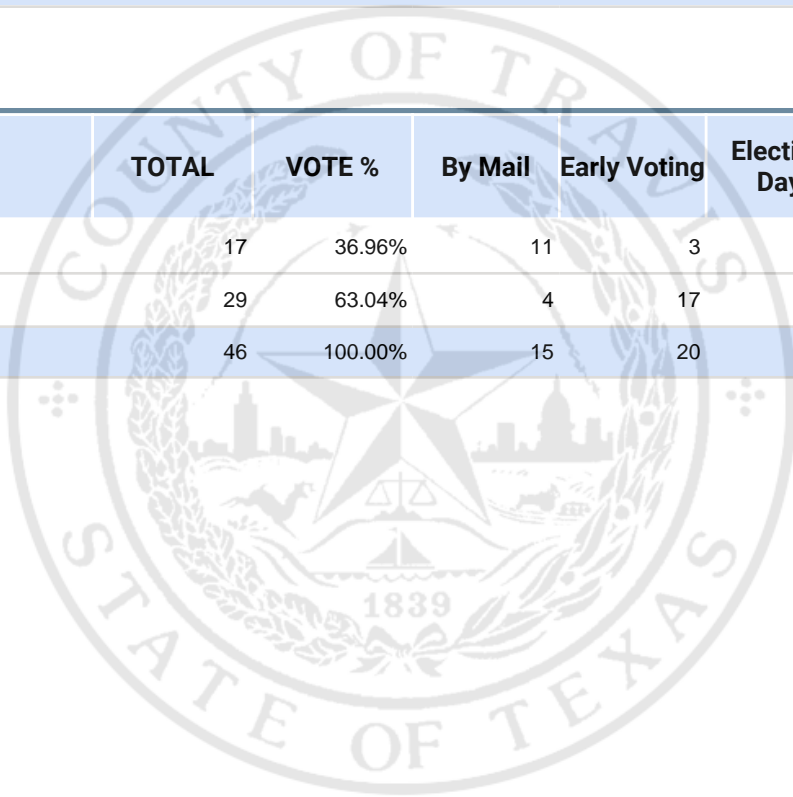 TOTAL VOTE % By Mail Early Voting
17 36.96% 11 3
29 63.04% 4 17
46 100.00% 15 20
COUNTY OF TRAVIS
1839
STATE OF TEXAS